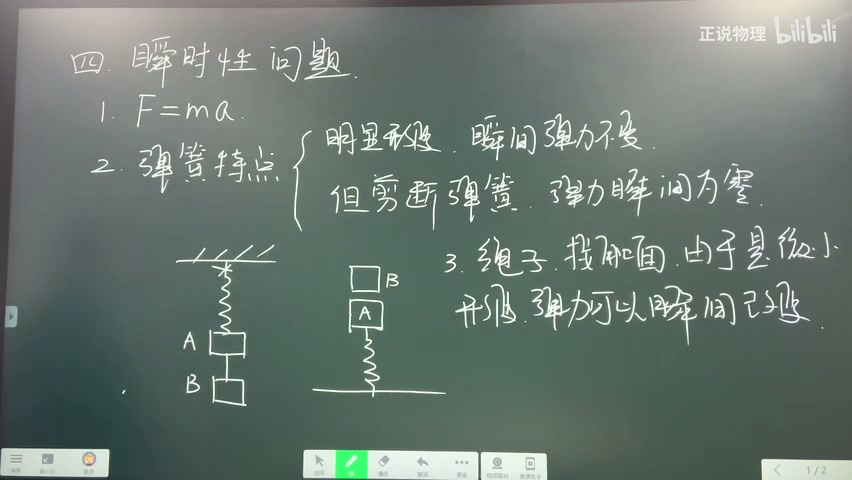 正说物理 bilibili
四. 瞬时性问题.
1. F=ma.
2. 弹簧特点
明显形变. 瞬间弹力不变.
但剪断弹簧. 弹力瞬间为零.
3. 绳子. 接触面. 由于是微小
形变. 弹力可以瞬间改变.
B
A
A
B
1/2